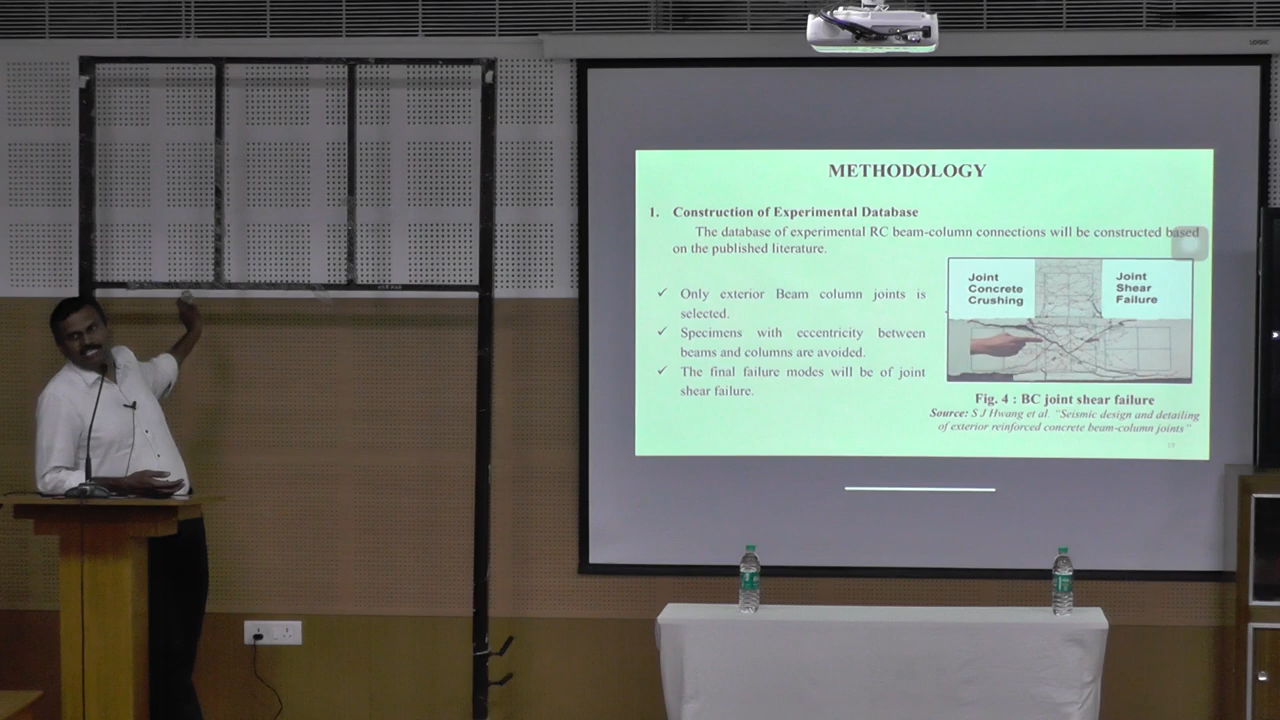 METHODOLOGY
1. Construction of Experimental Database
The database of experimental RC beam-column connections will be constructed based
on the published literature.
✓ Only exterior Beam column joints is
selected.
✓ Specimens with eccentricity between
beams and columns are avoided.
✓ The final failure modes will be of joint
shear failure.
Joint
Concrete
Crushing
Joint
Shear
Failure
Fig. 4 : BC joint shear failure
Source: S J Hwang et al. "Seismic design and detailing
of exterior reinforced concrete beam-column joints"